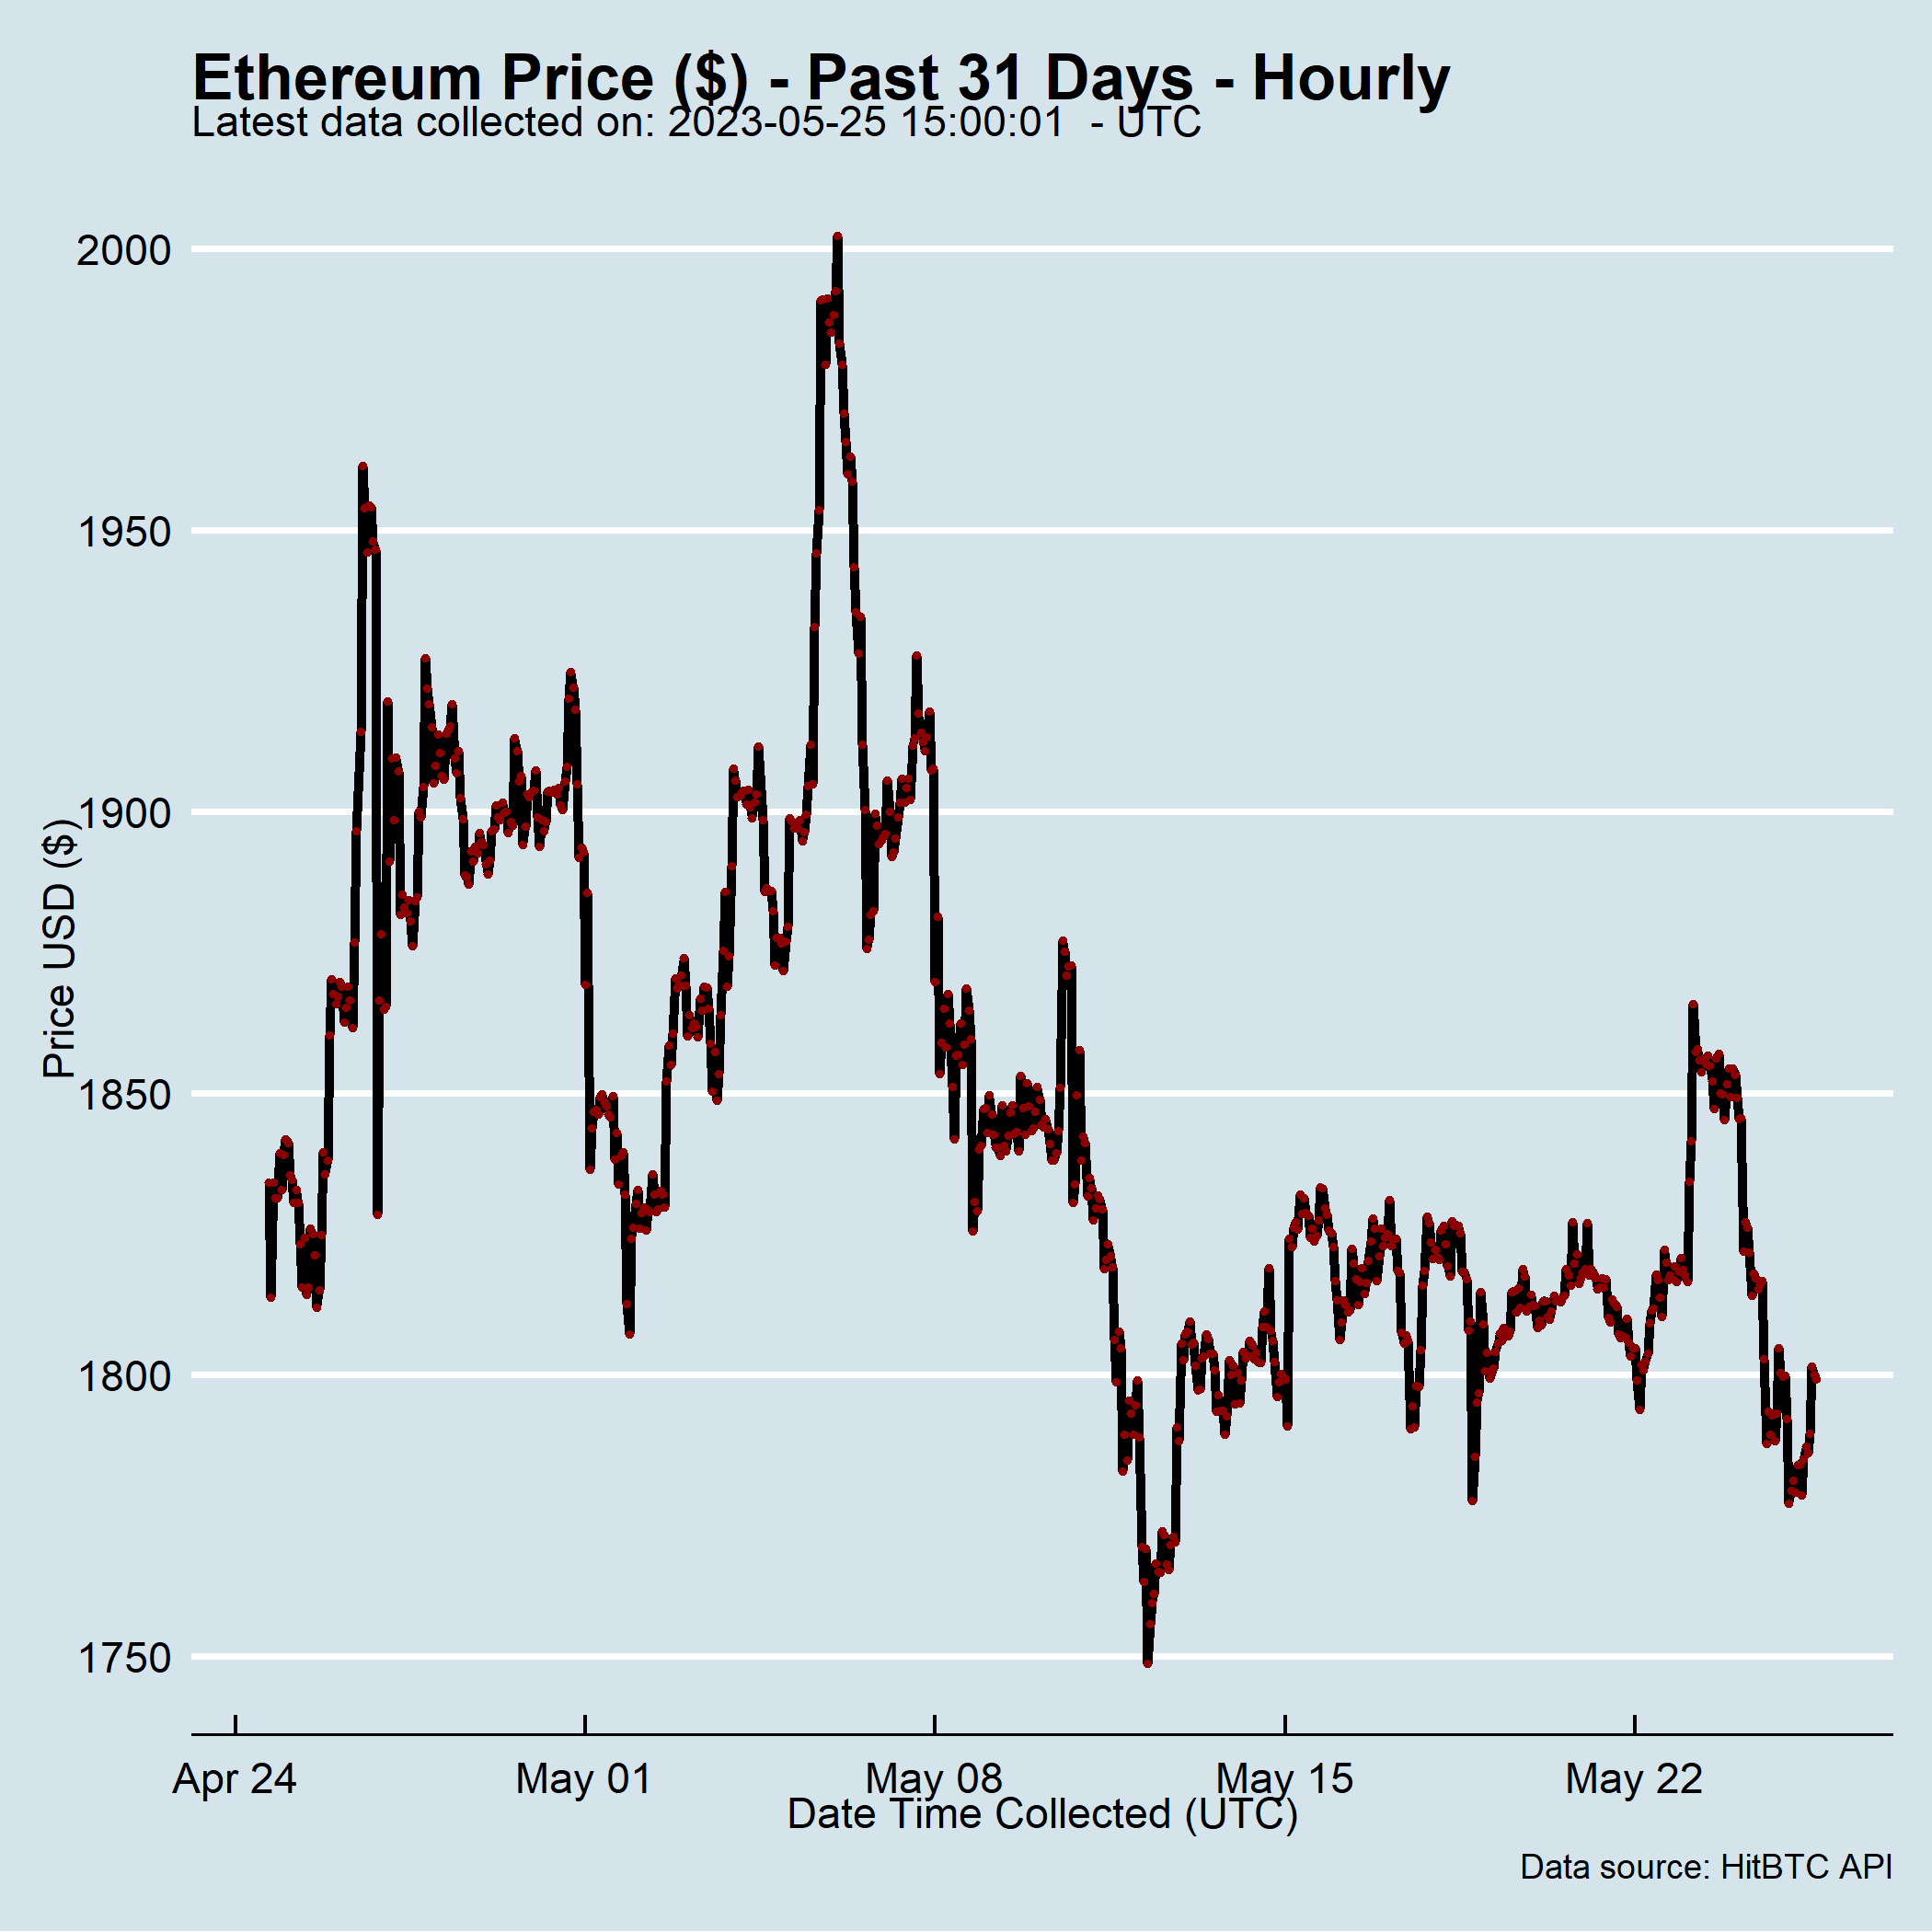 Ethereum Price ($) - Past 31 Days - Hourly
Latest data collected on: 2023-05-25 15:00:01  - UTC
2000
1950
1900
1850
1800
1750
Price USD ($)
Apr 24 May 01 May 08 May 15 May 22
Date Time Collected (UTC)
Data source: HitBTC API